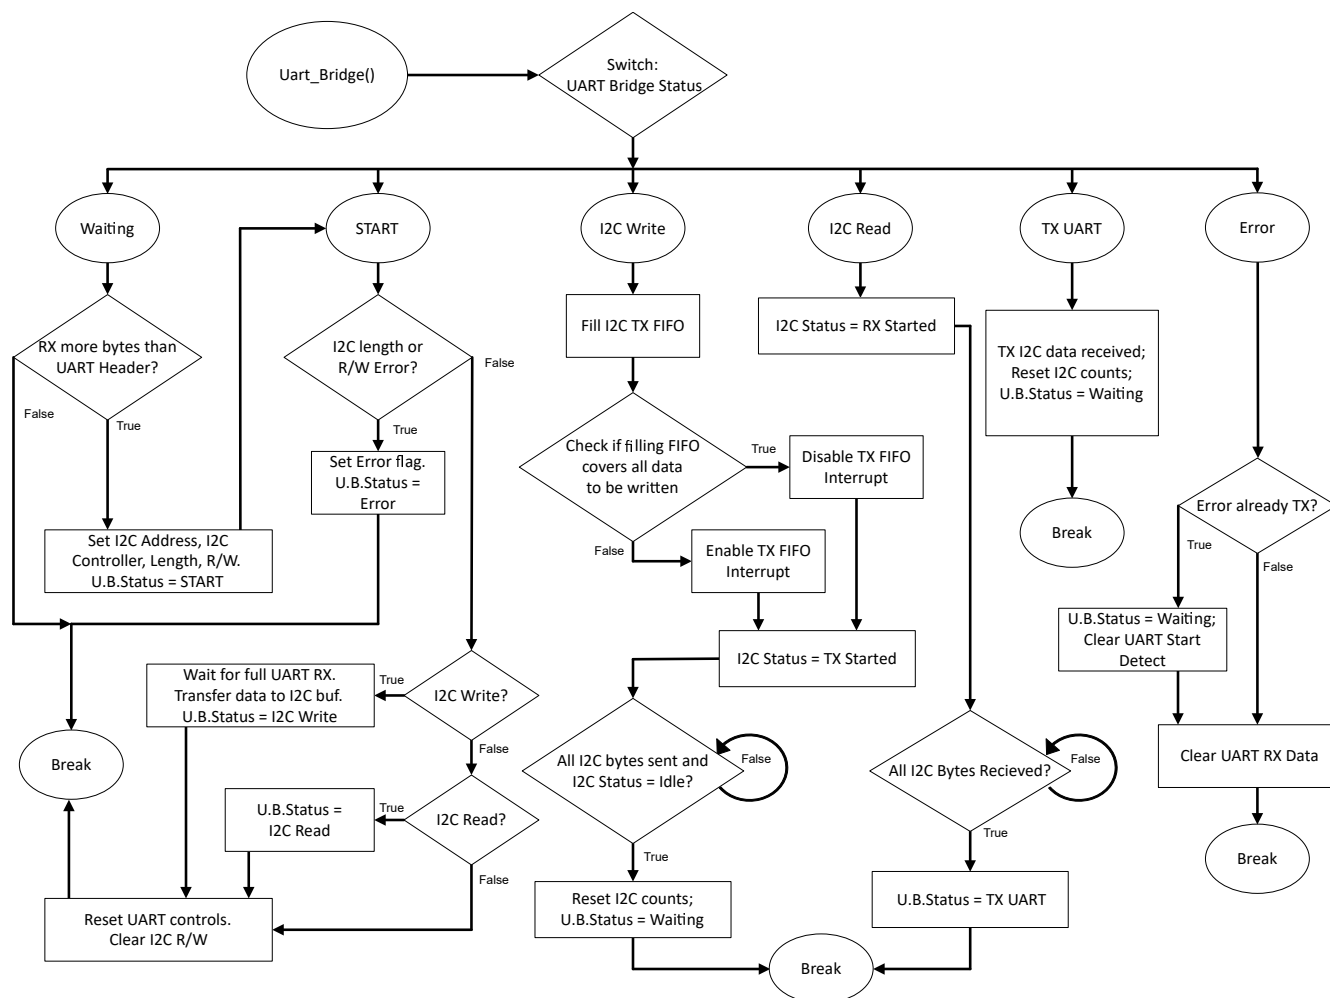 Uart_Bridge()
Switch:
UART Bridge Status
Waiting
START
I2C Write
I2C Read
TX UART
Error
RX more bytes than
UART Header?
False
True
Set I2C Address, I2C
Controller, Length, R/W.
U.B.Status = START
I2C length or
R/W Error?
False
True
Set Error flag.
U.B.Status =
Error
I2C Write?
True
False
Wait for full UART RX.
Transfer data to I2C buf.
U.B.Status = I2C Write
I2C Read?
True
False
U.B.Status =
I2C Read
Reset UART controls.
Clear I2C R/W
Break
Fill I2C TX FIFO
Check if filling FIFO
covers all data
to be written
True
False
Disable TX FIFO
Interrupt
Enable TX FIFO
Interrupt
I2C Status = TX Started
All I2C bytes sent and
I2C Status = Idle?
False
True
Reset I2C counts;
U.B.Status = Waiting
I2C Status = RX Started
All I2C Bytes Recieved?
False
True
U.B.Status = TX UART
Break
TX I2C data received;
Reset I2C counts;
U.B.Status = Waiting
Break
Error already TX?
True
False
U.B.Status = Waiting;
Clear UART Start
Detect
Clear UART RX Data
Break